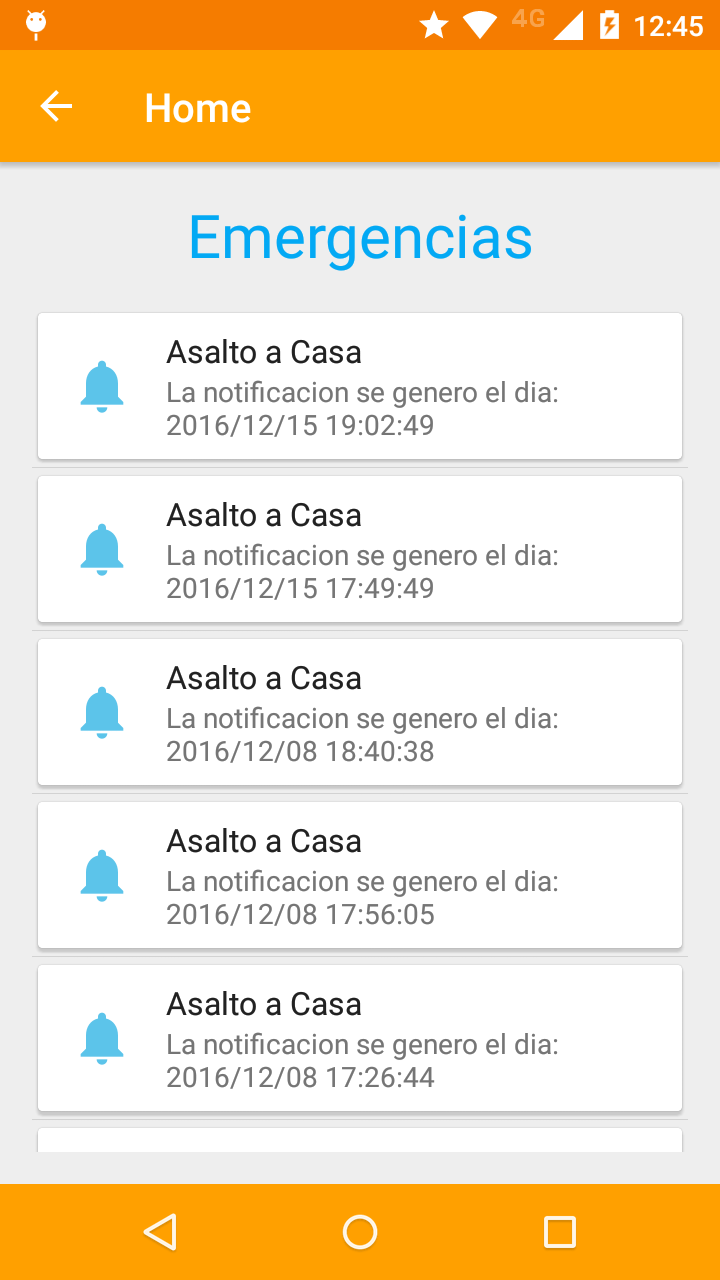 4G 12:45
Home
Emergencias
Asalto a Casa
La notificacion se genero el dia:
2016/12/15 19:02:49
Asalto a Casa
La notificacion se genero el dia:
2016/12/15 17:49:49
Asalto a Casa
La notificacion se genero el dia:
2016/12/08 18:40:38
Asalto a Casa
La notificacion se genero el dia:
2016/12/08 17:56:05
Asalto a Casa
La notificacion se genero el dia:
2016/12/08 17:26:44